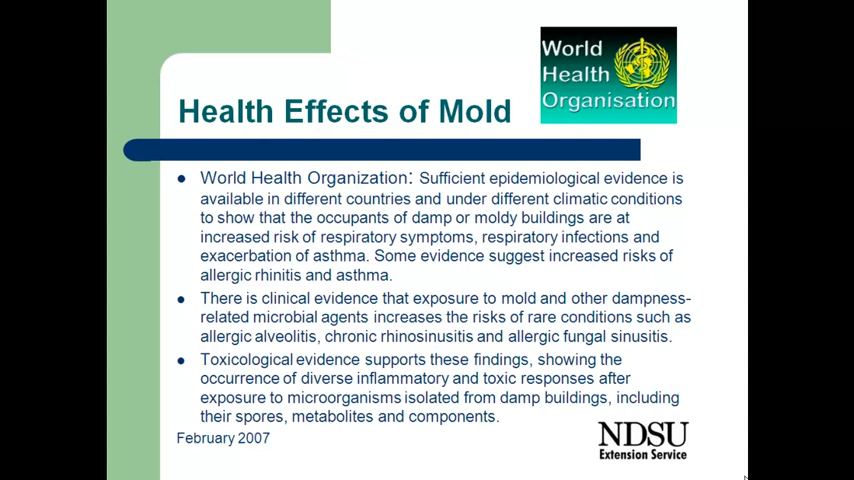 World
Health
Organisation
Health Effects of Mold
World Health Organization: Sufficient epidemiological evidence is
available in different countries and under different climatic conditions
to show that the occupants of damp or moldy buildings are at
increased risk of respiratory symptoms, respiratory infections and
exacerbation of asthma. Some evidence suggest increased risks of
allergic rhinitis and asthma.
There is clinical evidence that exposure to mold and other dampness-
related microbial agents increases the risks of rare conditions such as
allergic alveolitis, chronic rhinosinusitis and allergic fungal sinusitis.
Toxicological evidence supports these findings, showing the
occurrence of diverse inflammatory and toxic responses after
exposure to microorganisms isolated from damp buildings, including
their spores, metabolites and components.
February 2007
NDSU
Extension Service